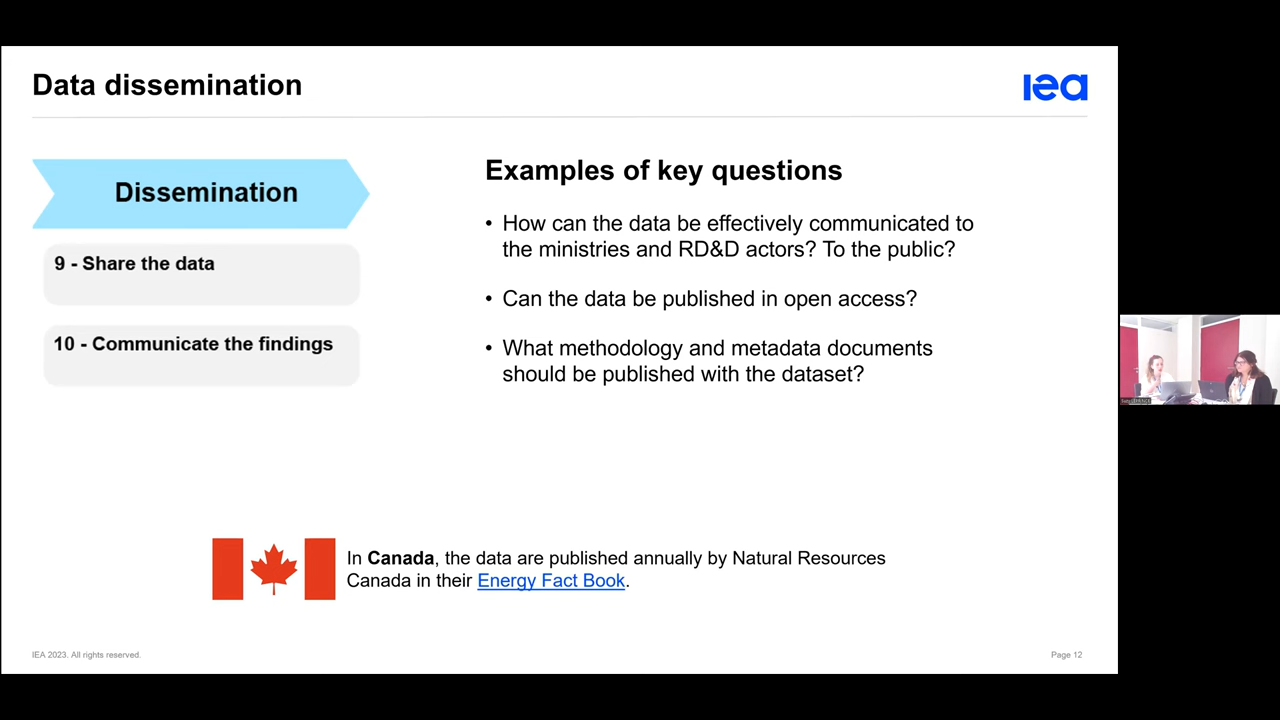 Data dissemination
iea
Dissemination
9 - Share the data
10 - Communicate the findings
Examples of key questions
• How can the data be effectively communicated to
the ministries and RD&D actors? To the public?
• Can the data be published in open access?
• What methodology and metadata documents
should be published with the dataset?
In Canada, the data are published annually by Natural Resources
Canada in their Energy Fact Book.
IEA 2023. All rights reserved.
Page 12